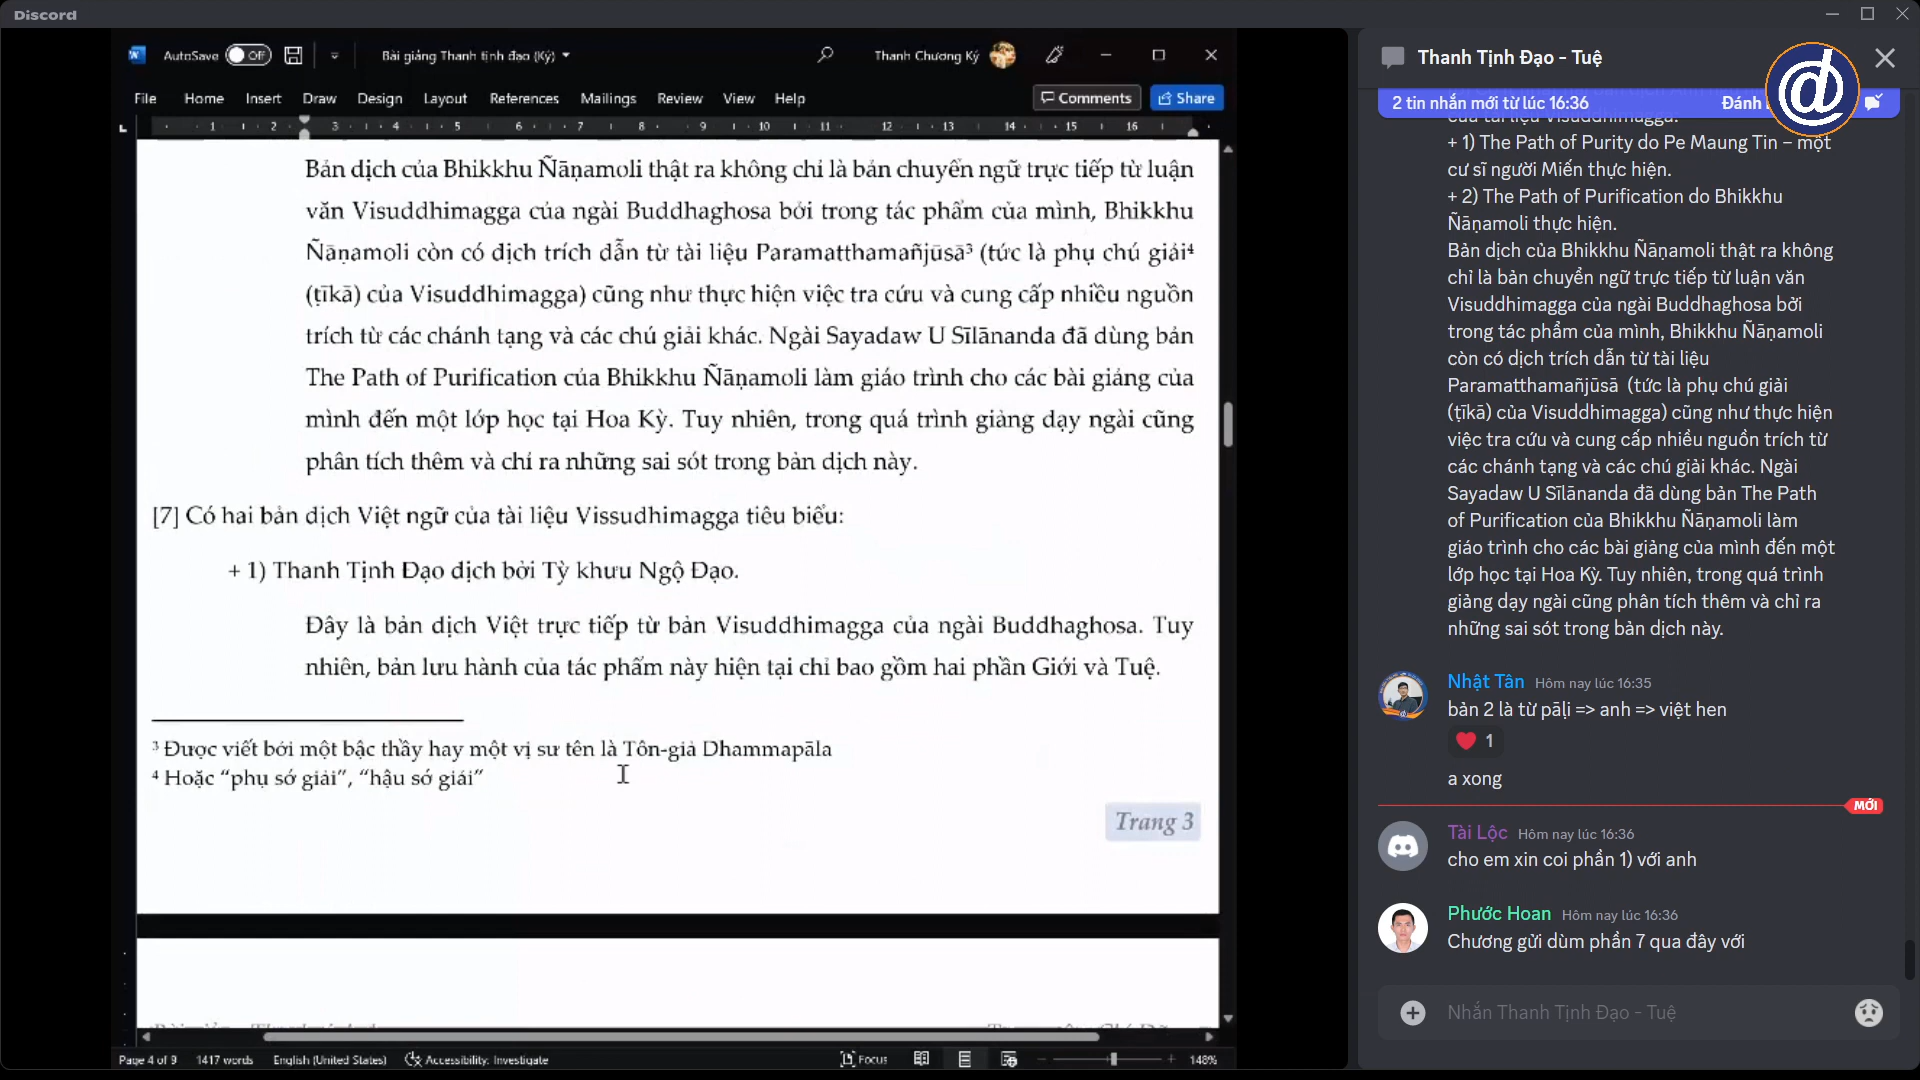 Discord
AutoSave Off Bài giảng Thanh tịnh đạo (Ký) Thanh Chương Ký
File Home Insert Draw Design Layout References Mailings Review View Help Comments Share
1 2 3 4 5 6 7 8 9 10 11 12 13 14 15 16
Bản dịch của Bhikkhu Ñāṇamoli thật ra không chỉ là bản chuyển ngữ trực tiếp từ luận
văn Visuddhimagga của ngài Buddhaghosa bởi trong tác phẩm của mình, Bhikkhu
Ñāṇamoli còn có dịch trích dẫn từ tài liệu Paramatthamañjūsā³ (tức là phụ chú giải⁴
(ṭīkā) của Visuddhimagga) cũng như thực hiện việc tra cứu và cung cấp nhiều nguồn
trích từ các chánh tạng và các chú giải khác. Ngài Sayadaw U Sīlānanda đã dùng bản
The Path of Purification của Bhikkhu Ñāṇamoli làm giáo trình cho các bài giảng của
mình đến một lớp học tại Hoa Kỳ. Tuy nhiên, trong quá trình giảng dạy ngài cũng
phân tích thêm và chỉ ra những sai sót trong bản dịch này.
[7] Có hai bản dịch Việt ngữ của tài liệu Vissudhimagga tiêu biểu:
+ 1) Thanh Tịnh Đạo dịch bởi Tỳ khưu Ngộ Đạo.
Đây là bản dịch Việt trực tiếp từ bản Visuddhimagga của ngài Buddhaghosa. Tuy
nhiên, bản lưu hành của tác phẩm này hiện tại chỉ bao gồm hai phần Giới và Tuệ.
³ Được viết bởi một bậc thầy hay một vị sư tên là Tôn-giả Dhammapāla
⁴ Hoặc “phụ sớ giải”, “hậu sớ giải”
Trang 3
Page 4 of 9 1417 words English (United States) Accessibility: Investigate Focus 148%
Thanh Tịnh Đạo - Tuệ
2 tin nhắn mới từ lúc 16:36 Đánh
của tài liệu Visuddhimagga:
+ 1) The Path of Purity do Pe Maung Tin – một
cư sĩ người Miến thực hiện.
+ 2) The Path of Purification do Bhikkhu
Ñāṇamoli thực hiện.
Bản dịch của Bhikkhu Ñāṇamoli thật ra không
chỉ là bản chuyển ngữ trực tiếp từ luận văn
Visuddhimagga của ngài Buddhaghosa bởi
trong tác phẩm của mình, Bhikkhu Ñāṇamoli
còn có dịch trích dẫn từ tài liệu
Paramatthamañjūsā (tức là phụ chú giải
(ṭīkā) của Visuddhimagga) cũng như thực hiện
việc tra cứu và cung cấp nhiều nguồn trích từ
các chánh tạng và các chú giải khác. Ngài
Sayadaw U Sīlānanda đã dùng bản The Path
of Purification của Bhikkhu Ñāṇamoli làm
giáo trình cho các bài giảng của mình đến một
lớp học tại Hoa Kỳ. Tuy nhiên, trong quá trình
giảng dạy ngài cũng phân tích thêm và chỉ ra
những sai sót trong bản dịch này.
Nhật Tân Hôm nay lúc 16:35
bản 2 là từ pāḷi => anh => việt hen
1
a xong
MỚI
Tài Lộc Hôm nay lúc 16:36
cho em xin coi phần 1) với anh
Phước Hoan Hôm nay lúc 16:36
Chương gửi dùm phần 7 qua đây với
Nhắn Thanh Tịnh Đạo - Tuệ